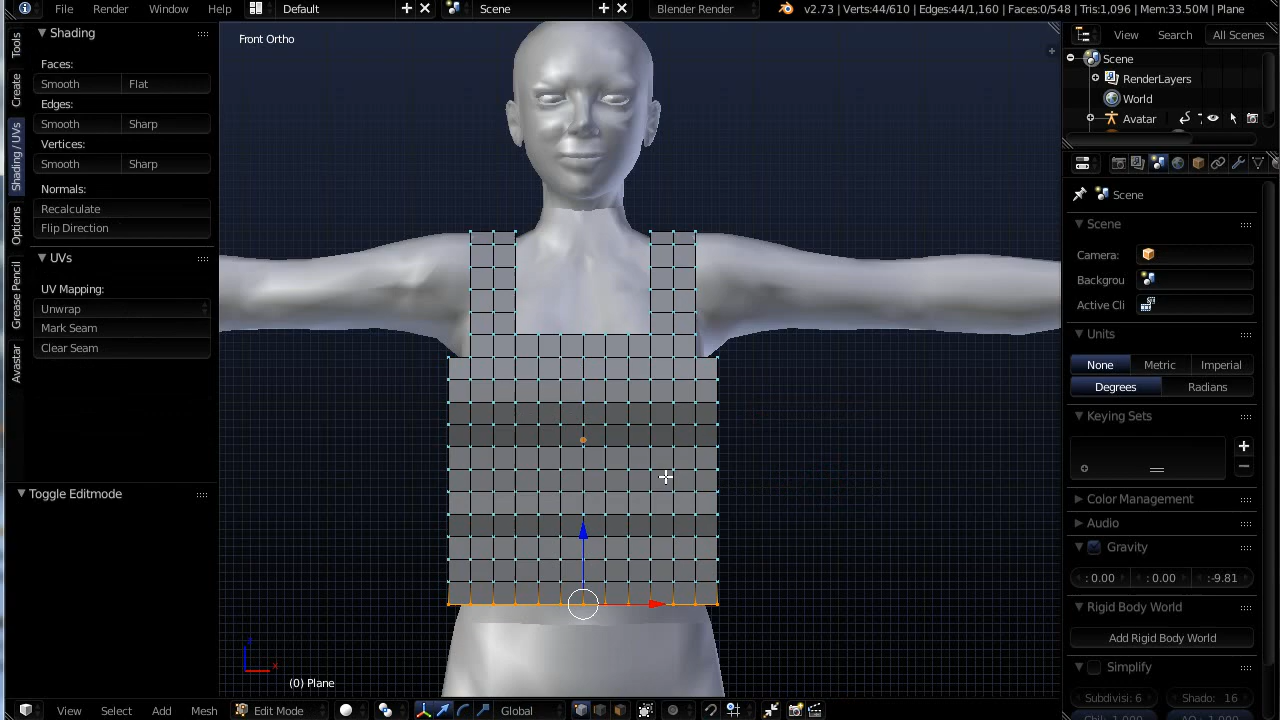 File Render Window Help Default Scene Blender Render v2.73 | Verts:44/610 | Edges:44/1,160 | Faces:0/548 | Tris:1,096 | Mem:33.50M | Plane
Tools
Create
Shading / UVs
Options
Grease Pencil
Avastar
Shading
Faces:
Smooth Flat
Edges:
Smooth Sharp
Vertices:
Smooth Sharp
Normals:
Recalculate
Flip Direction
UVs
UV Mapping:
Unwrap
Mark Seam
Clear Seam
Toggle Editmode
Front Ortho
z
x
(0) Plane
View Select Add Mesh Edit Mode Global
View Search All Scenes
Scene
RenderLayers
World
Avatar
Scene
Scene
Camera:
Backgrou
Active Cli
Units
None Metric Imperial
Degrees Radians
Keying Sets
Color Management
Audio
Gravity
: 0.00 : 0.00 :-9.81
Rigid Body World
Add Rigid Body World
Simplify
Subdivisi: 6 Shado: 16